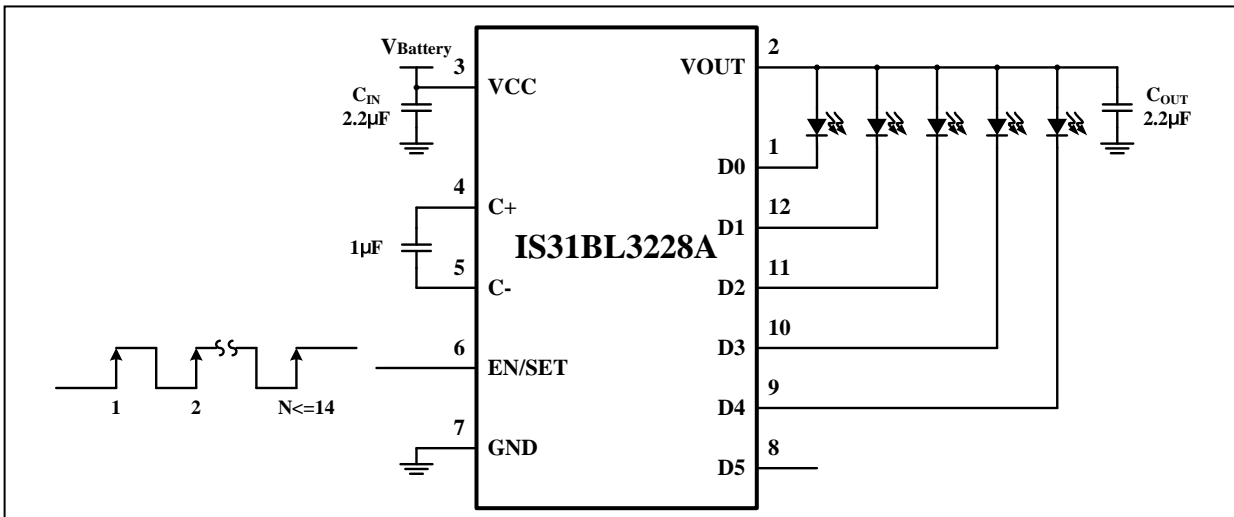 VBattery
3
VCC
CIN
2.2µF
4
C+
1µF
5
C-
6
EN/SET
1
2
N<=14
7
GND
IS31BL3228A
2
VOUT
COUT
2.2µF
1
D0
12
D1
11
D2
10
D3
9
D4
8
D5